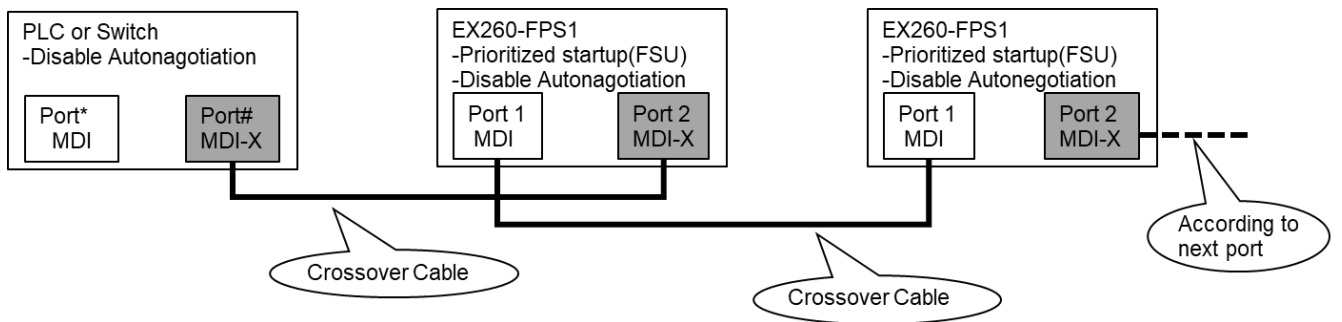 PLC or Switch
-Disable Autonagotiation
Port*
MDI
Port#
MDI-X
EX260-FPS1
-Prioritized startup(FSU)
-Disable Autonagotiation
Port 1
MDI
Port 2
MDI-X
EX260-FPS1
-Prioritized startup(FSU)
-Disable Autonegotiation
Port 1
MDI
Port 2
MDI-X
Crossover Cable
Crossover Cable
According to
next port